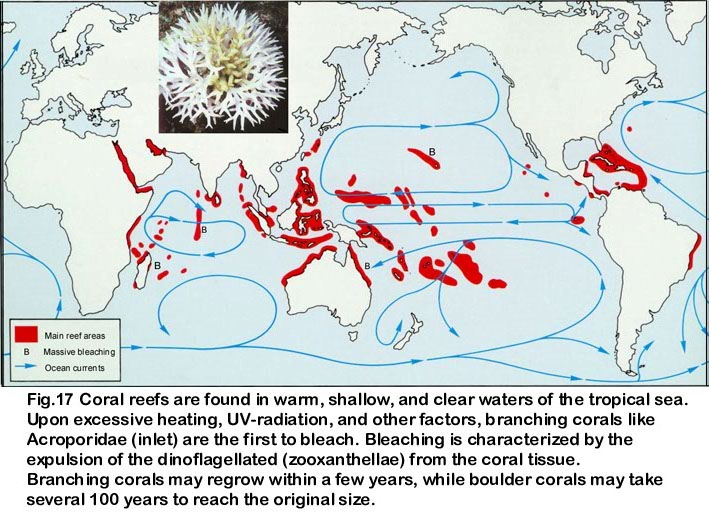 B
B
B
B
Main reef areas
B Massive bleaching
Ocean currents
Fig.17 Coral reefs are found in warm, shallow, and clear waters of the tropical sea.
Upon excessive heating, UV-radiation, and other factors, branching corals like
Acroporidae (inlet) are the first to bleach. Bleaching is characterized by the
expulsion of the dinoflagellated (zooxanthellae) from the coral tissue.
Branching corals may regrow within a few years, while boulder corals may take
several 100 years to reach the original size.